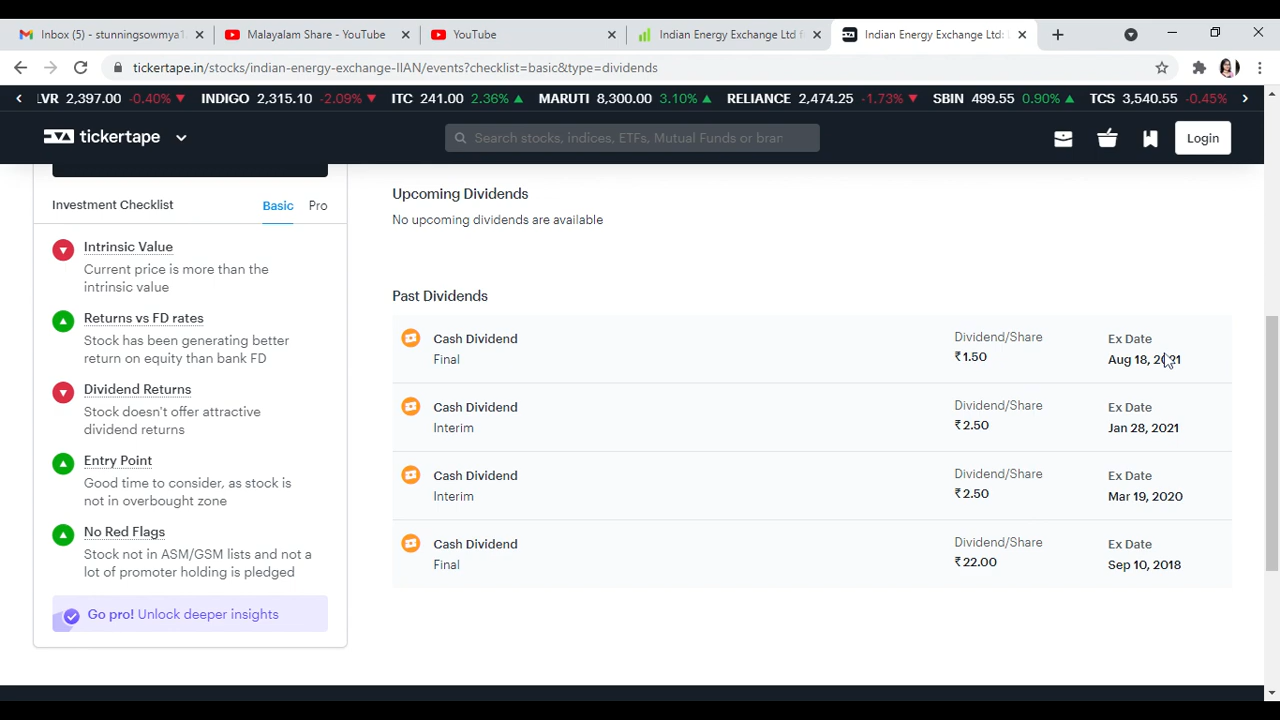 Inbox (5) - stunningsowmya1
Malayalam Share - YouTube
YouTube
Indian Energy Exchange Ltd f
Indian Energy Exchange Ltd:
tickertape.in/stocks/indian-energy-exchange-IIAN/events?checklist=basic&type=dividends
LVR 2,397.00 -0.40% INDIGO 2,315.10 -2.09% ITC 241.00 2.36% MARUTI 8,300.00 3.10% RELIANCE 2,474.25 -1.73% SBIN 499.55 0.90% TCS 3,540.55 -0.45%
tickertape
Search stocks, indices, ETFs, Mutual Funds or bran
Login
Investment Checklist
Basic
Pro
Intrinsic Value
Current price is more than the
intrinsic value
Returns vs FD rates
Stock has been generating better
return on equity than bank FD
Dividend Returns
Stock doesn't offer attractive
dividend returns
Entry Point
Good time to consider, as stock is
not in overbought zone
No Red Flags
Stock not in ASM/GSM lists and not a
lot of promoter holding is pledged
Go pro! Unlock deeper insights
Upcoming Dividends
No upcoming dividends are available
Past Dividends
Cash Dividend
Final
Dividend/Share
₹1.50
Ex Date
Aug 18, 2021
Cash Dividend
Interim
Dividend/Share
₹2.50
Ex Date
Jan 28, 2021
Cash Dividend
Interim
Dividend/Share
₹2.50
Ex Date
Mar 19, 2020
Cash Dividend
Final
Dividend/Share
₹22.00
Ex Date
Sep 10, 2018